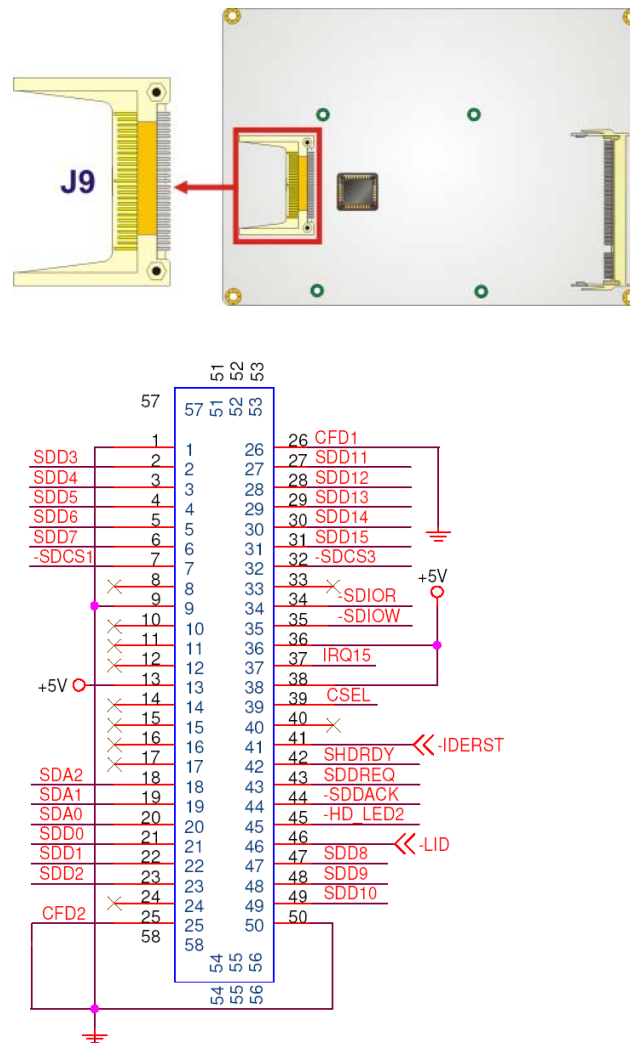 J9
51 52 53
57 57 51 52 53
1 1 26 26 CFD1
SDD3 2 2 27 27 SDD11
SDD4 3 3 28 28 SDD12
SDD5 4 4 29 29 SDD13
SDD6 5 5 30 30 SDD14
SDD7 6 6 31 31 SDD15
-SDCS1 7 7 32 32 -SDCS3
8 8 33 33 +5V
9 9 34 34 -SDIOR
10 10 35 35 -SDIOW
11 11 36 36
12 12 37 37 IRQ15
+5V 13 13 38 38
14 14 39 39 CSEL
15 15 40 40
16 16 41 41 -IDERST
17 17 42 42 SHDRDY
SDA2 18 18 43 43 SDDREQ
SDA1 19 19 44 44 -SDDACK
SDA0 20 20 45 45 -HD_LED2
SDD0 21 21 46 46 -LID
SDD1 22 22 47 47 SDD8
SDD2 23 23 48 48 SDD9
24 24 49 49 SDD10
CFD2 25 25 50 50
58 58 54 55 56
54 55 56